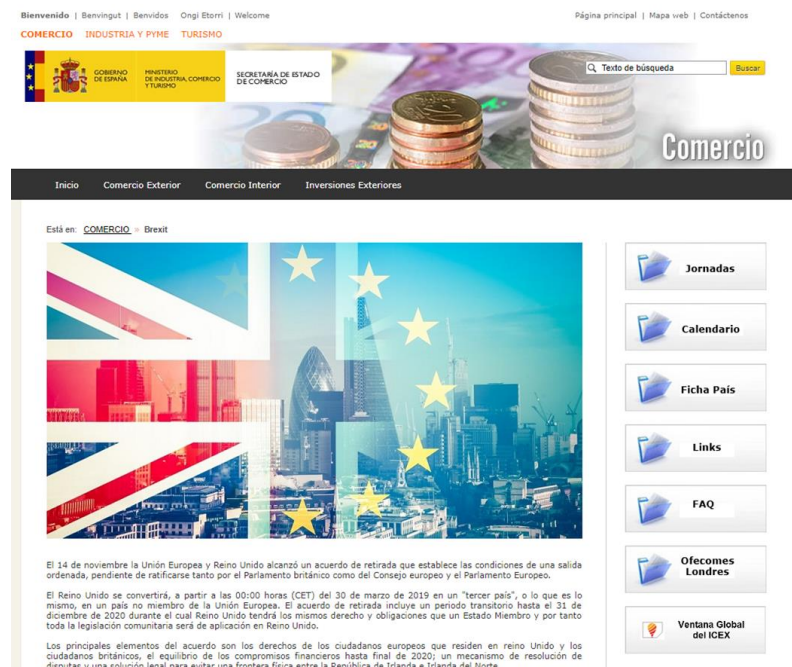 Bienvenido | Benvingut | Benvidos Ongi Etorri | Welcome
Página principal | Mapa web | Contáctenos
COMERCIO INDUSTRIA Y PYME TURISMO
GOBIERNO
DE ESPAÑA
MINISTERIO
DE INDUSTRIA, COMERCIO
Y TURISMO
SECRETARÍA DE ESTADO
DE COMERCIO
Texto de búsqueda
Buscar
Comercio
Inicio Comercio Exterior Comercio Interior Inversiones Exteriores
Está en: COMERCIO » Brexit
Jornadas
Calendario
Ficha País
Links
FAQ
Ofecomes
Londres
Ventana Global
del ICEX
El 14 de noviembre la Unión Europea y Reino Unido alcanzó un acuerdo de retirada que establece las condiciones de una salida
ordenada, pendiente de ratificarse tanto por el Parlamento británico como del Consejo europeo y el Parlamento Europeo.
El Reino Unido se convertirá, a partir a las 00:00 horas (CET) del 30 de marzo de 2019 en un "tercer país", o lo que es lo
mismo, en un país no miembro de la Unión Europea. El acuerdo de retirada incluye un periodo transitorio hasta el 31 de
diciembre de 2020 durante el cual Reino Unido tendrá los mismos derecho y obligaciones que un Estado Miembro y por tanto
toda la legislación comunitaria será de aplicación en Reino Unido.
Los principales elementos del acuerdo son los derechos de los ciudadanos europeos que residen en reino Unido y los
ciudadanos británicos, el equilibrio de los compromisos financieros hasta final de 2020; un mecanismo de resolución de
disputas y una solución legal para evitar una frontera física entre la República de Irlanda e Irlanda del Norte.